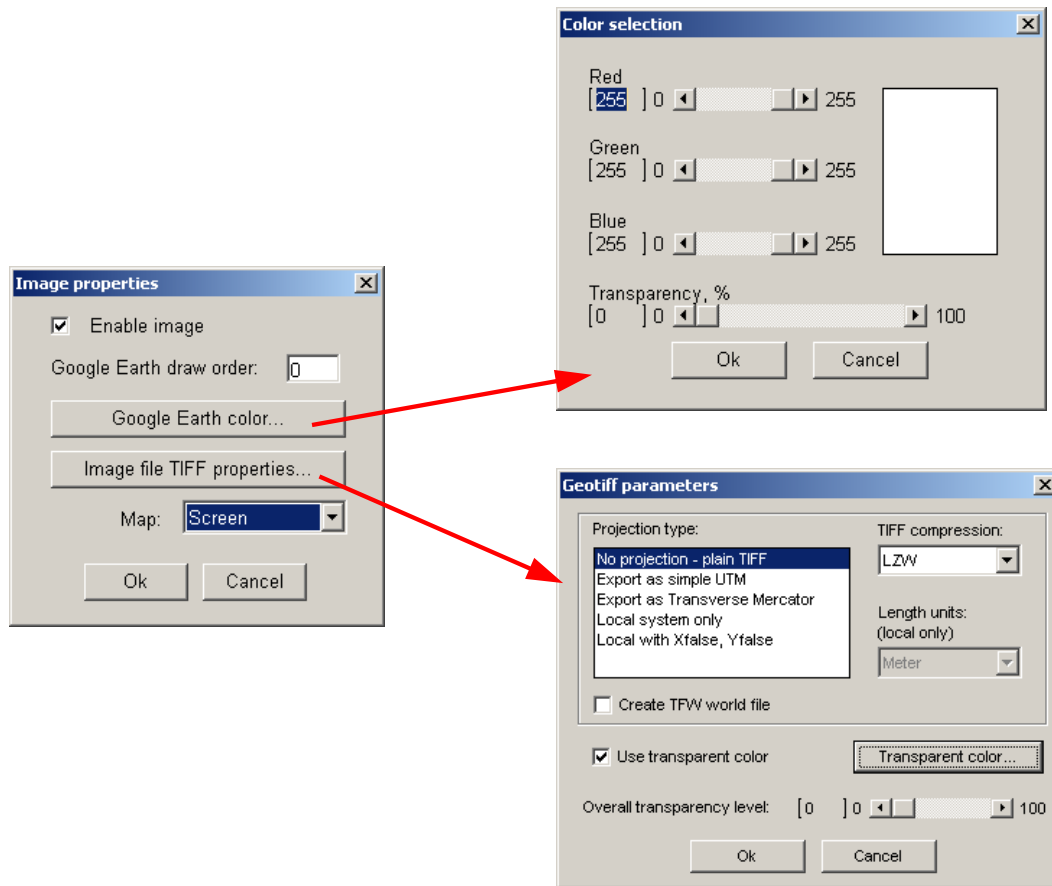 Color selection
Red
[255 ] 0 255
Green
[255 ] 0 255
Blue
[255 ] 0 255
Transparency, %
[0 ] 0 100
Ok Cancel
Image properties
Enable image
Google Earth draw order: 0
Google Earth color...
Image file TIFF properties...
Map: Screen
Ok Cancel
Geotiff parameters
Projection type:
No projection - plain TIFF
Export as simple UTM
Export as Transverse Mercator
Local system only
Local with Xfalse, Yfalse
TIFF compression:
LZW
Length units:
(local only)
Meter
Create TFW world file
Use transparent color Transparent color...
Overall transparency level: [0 ] 0 100
Ok Cancel